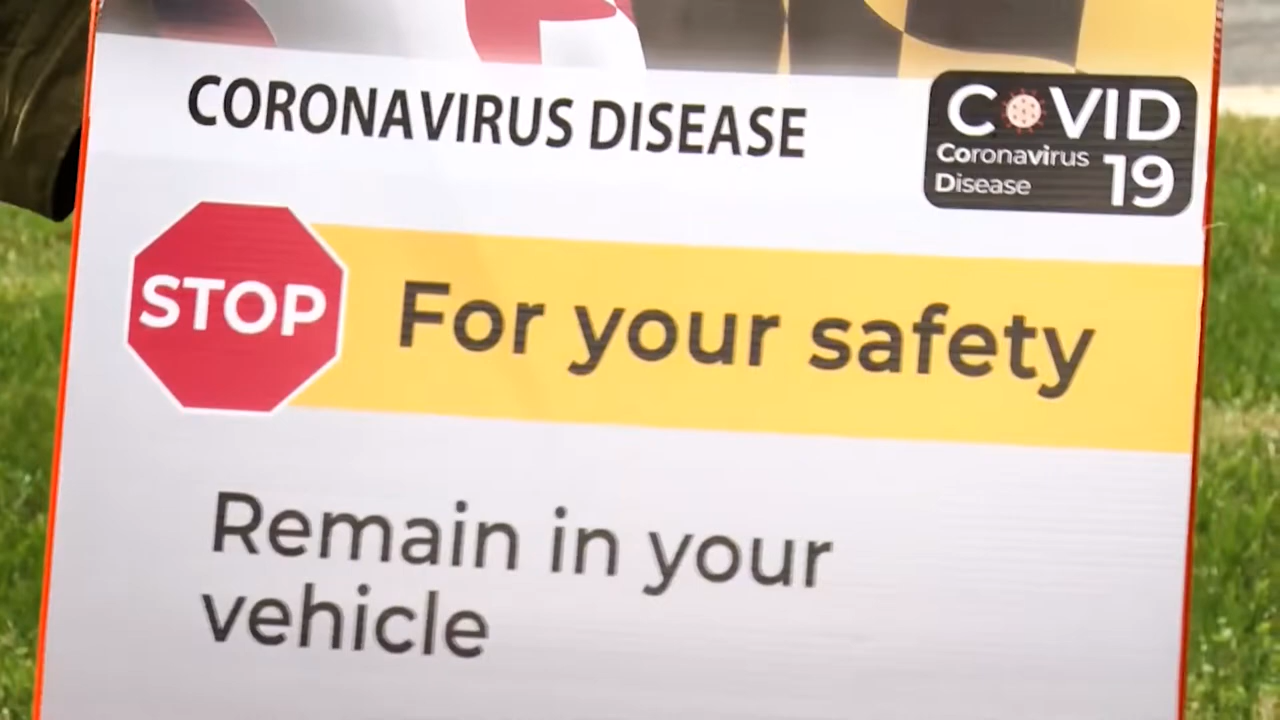 CORONAVIRUS DISEASE
COVID
Coronavirus
Disease
19
STOP
For your safety
Remain in your
vehicle